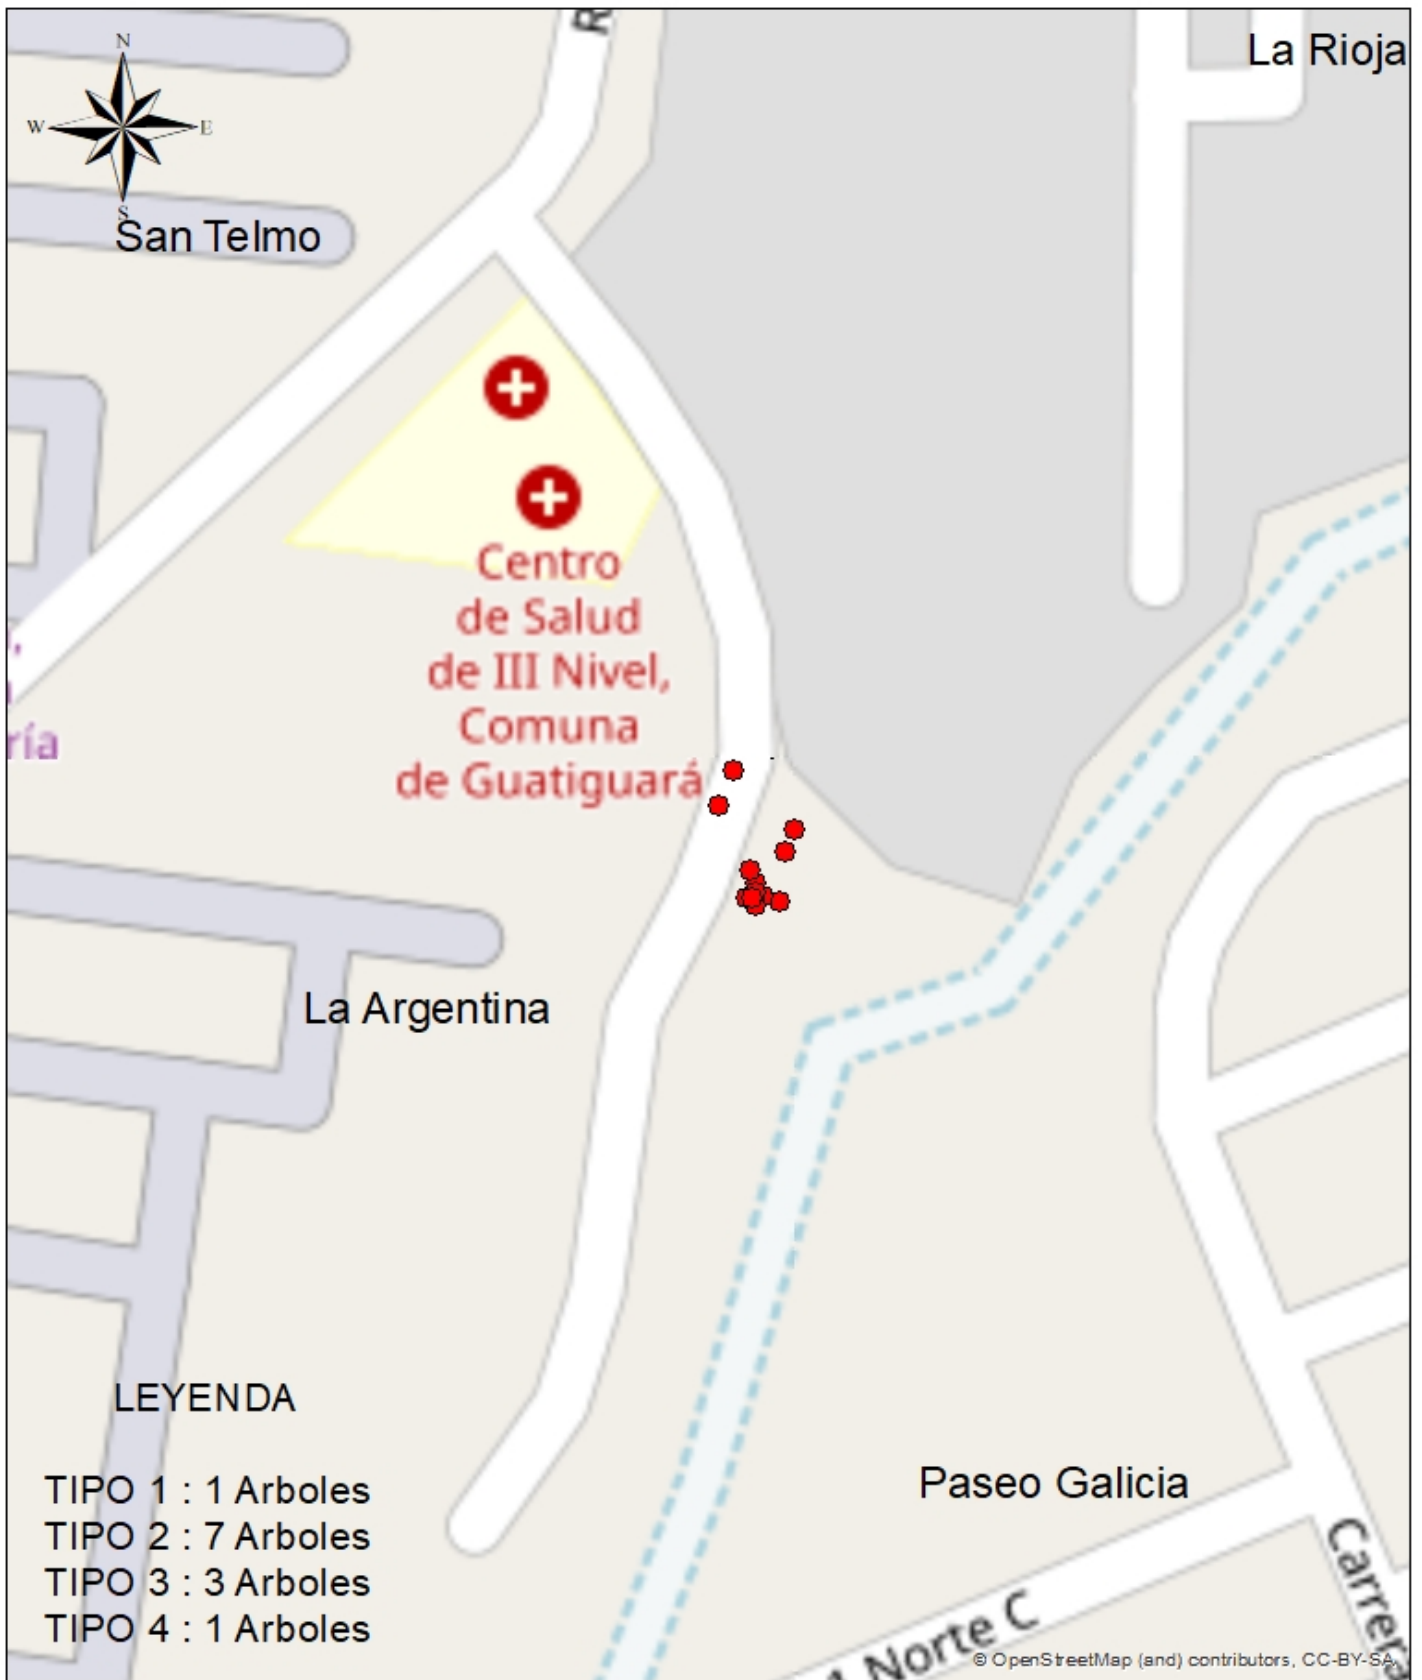 N
W E
S
La Rioja
San Telmo
Centro
de Salud
de III Nivel,
Comuna
de Guatiguará
La Argentina
LEYENDA
TIPO 1 : 1 Arboles
TIPO 2 : 7 Arboles
TIPO 3 : 3 Arboles
TIPO 4 : 1 Arboles
Paseo Galicia
Norte C
Carrera
© OpenStreetMap (and) contributors, CC-BY-SA